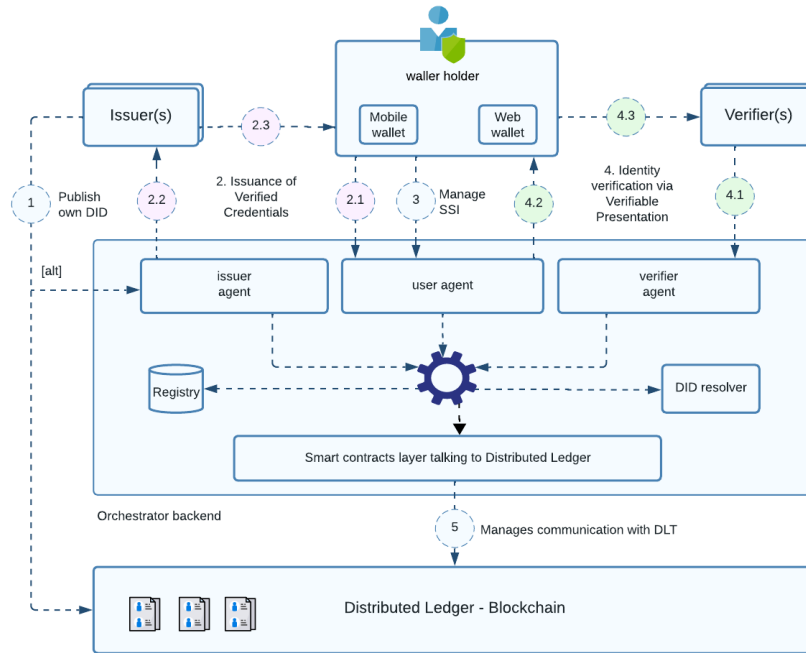 waller holder
Issuer(s)
Mobile
wallet
Web
wallet
Verifier(s)
2.3
4.3
1
Publish
own DID
2.2
2. Issuance of
Verified
Credentials
2.1
3
Manage
SSI
4.2
4. Identity
verification via
Verifiable
Presentation
4.1
[alt]
issuer
agent
user agent
verifier
agent
Registry
DID resolver
Smart contracts layer talking to Distributed Ledger
Orchestrator backend
5
Manages communication with DLT
Distributed Ledger - Blockchain